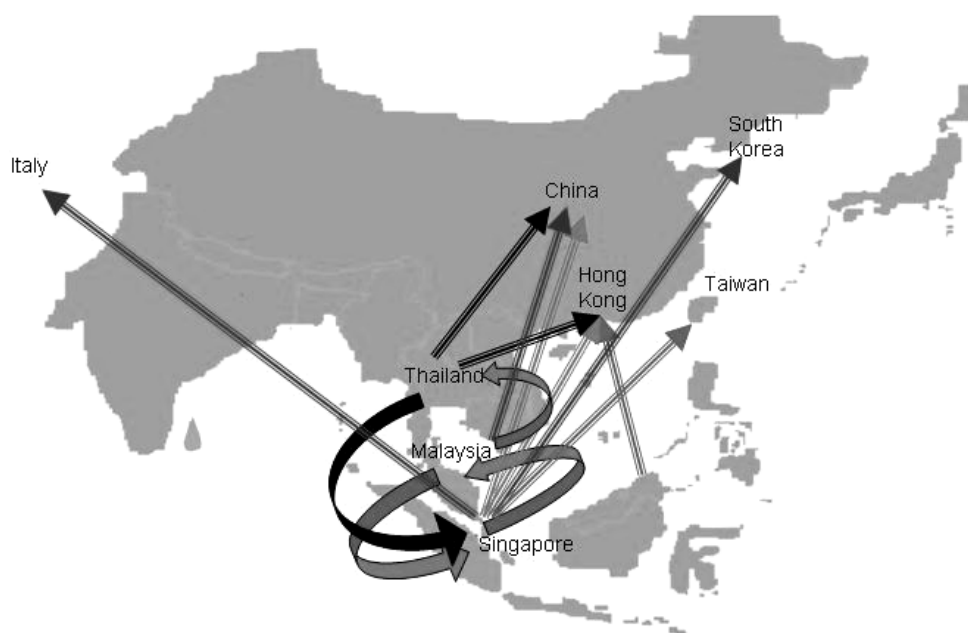 South
Korea
Italy
China
Hong
Kong
Taiwan
Thailand
Malaysia
Singapore